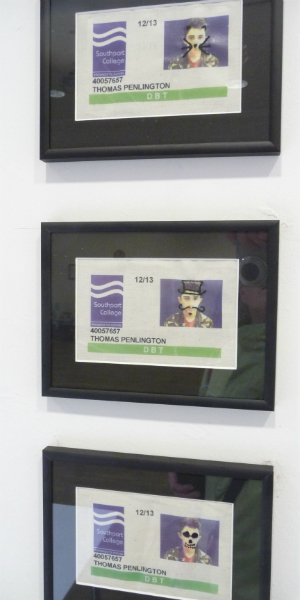 12/13
Southport
College
40057657
THOMAS PENLINGTON
DBT
12/13
Southport
College
40057657
THOMAS PENLINGTON
DBT
12/13
Southport
College
40057657
THOMAS PENLINGTON
DBT